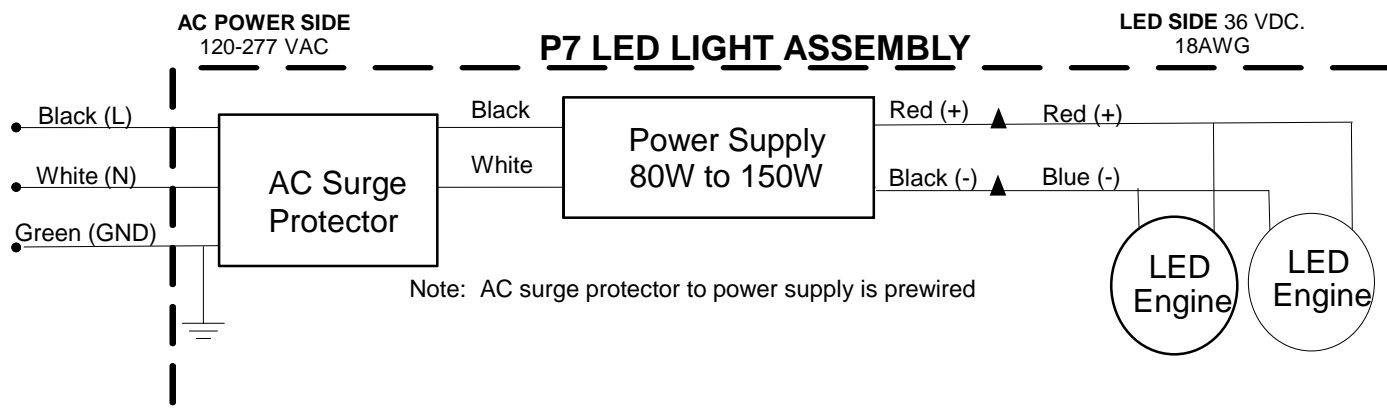 AC POWER SIDE
120-277 VAC
P7 LED LIGHT ASSEMBLY
LED SIDE 36 VDC.
18AWG
Black (L)
White (N)
Green (GND)
AC Surge
Protector
Black
White
Power Supply
80W to 150W
Red (+)
Red (+)
Black (-)
Blue (-)
LED
Engine
LED
Engine
Note: AC surge protector to power supply is prewired